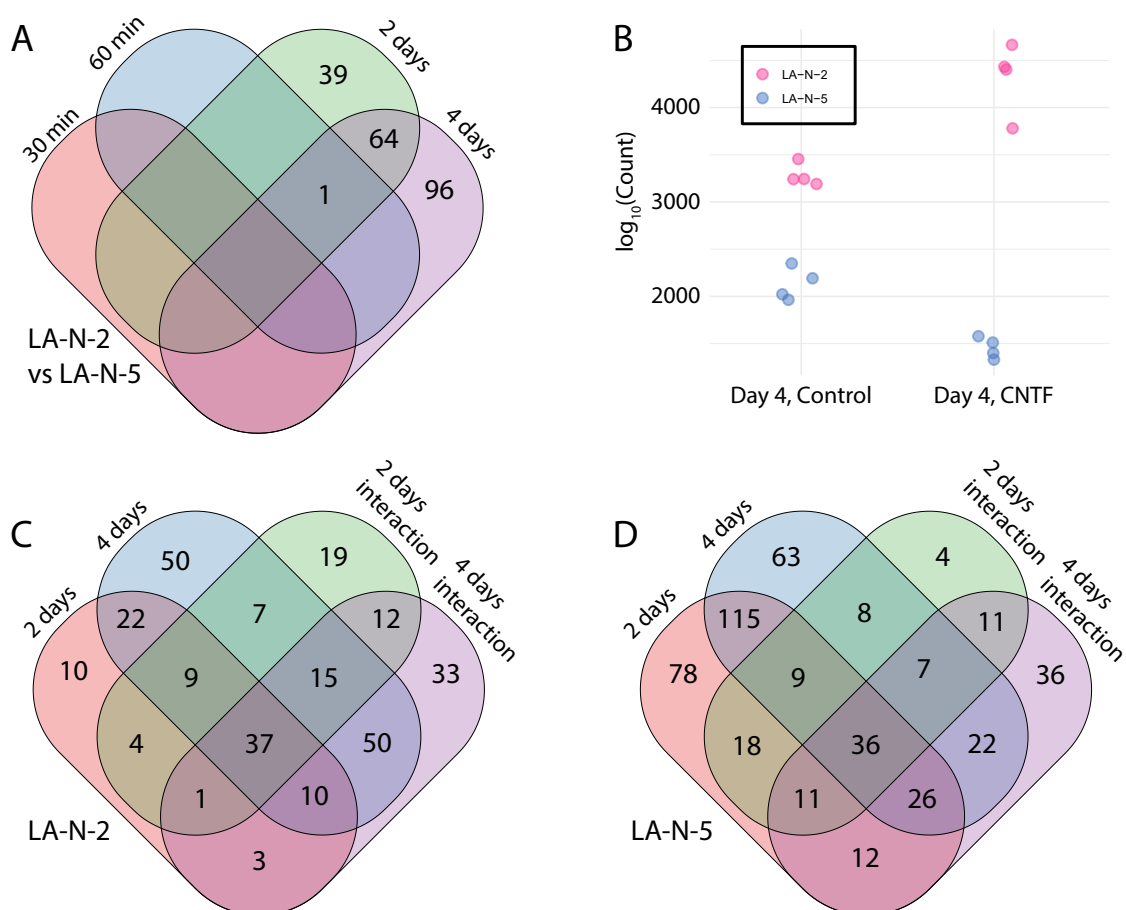 A
30 min
60 min
2 days
4 days
39
64
96
1
LA-N-2
vs LA-N-5
B
LA-N-2
LA-N-5
log10(Count)
4000
3000
2000
Day 4, Control
Day 4, CNTF
C
2 days
4 days
2 days
interaction
4 days
interaction
50
19
22
7
12
10
9
15
33
4
37
50
1
10
3
LA-N-2
D
2 days
4 days
2 days
interaction
4 days
interaction
63
4
115
8
11
78
9
7
36
18
36
22
11
26
12
LA-N-5